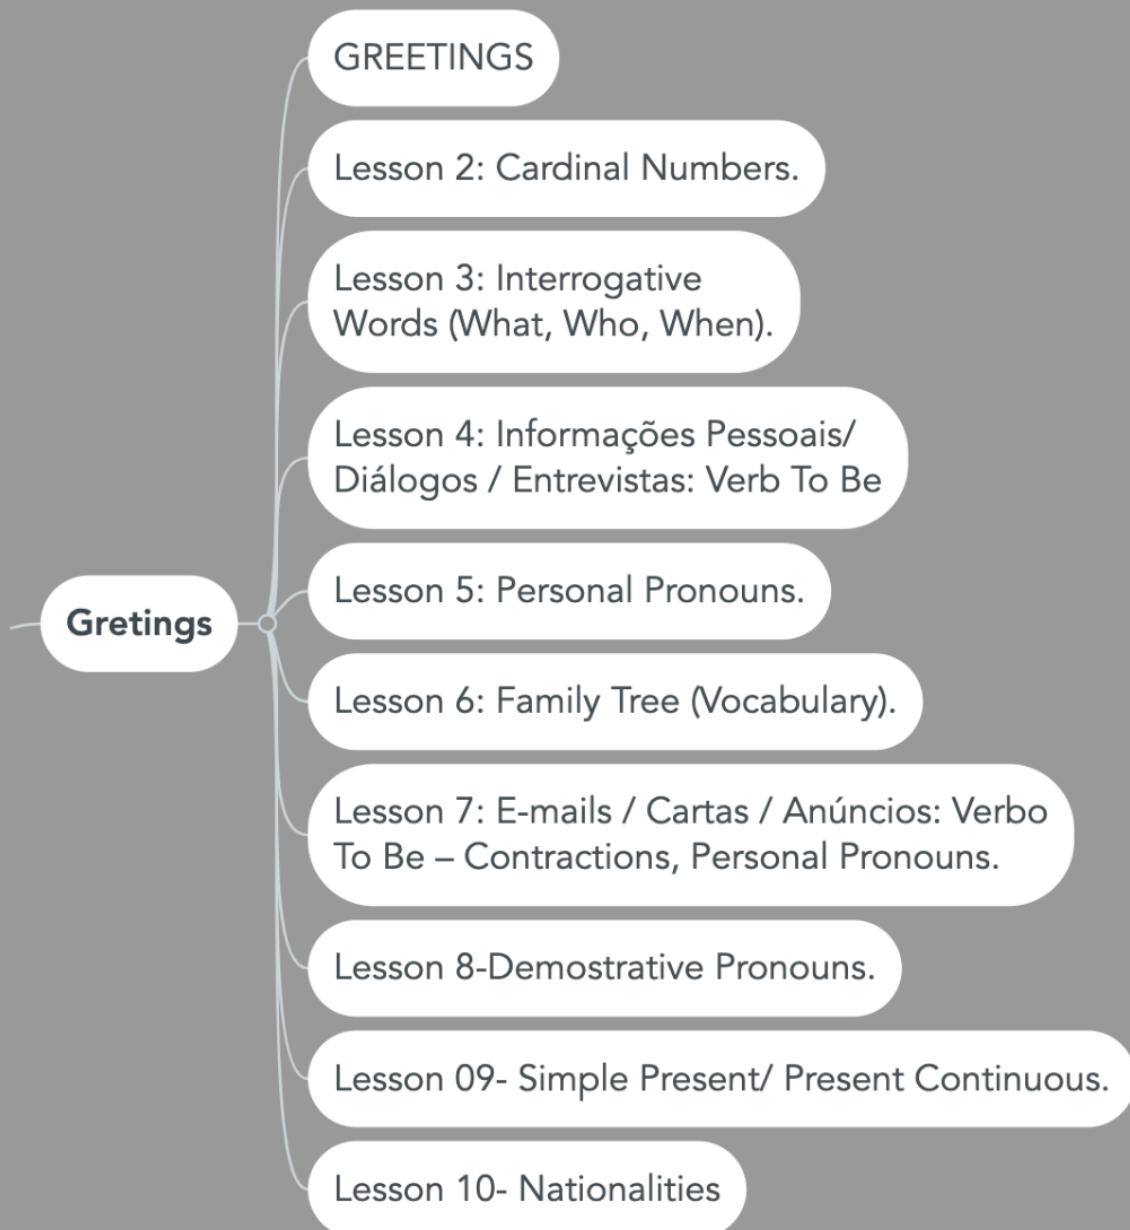 GREETINGS
Lesson 2: Cardinal Numbers.
Lesson 3: Interrogative
Words (What, Who, When).
Lesson 4: Informações Pessoais/
Diálogos / Entrevistas: Verb To Be
Gretings
Lesson 5: Personal Pronouns.
Lesson 6: Family Tree (Vocabulary).
Lesson 7: E-mails / Cartas / Anúncios: Verbo
To Be – Contractions, Personal Pronouns.
Lesson 8-Demostrative Pronouns.
Lesson 09- Simple Present/ Present Continuous.
Lesson 10- Nationalities